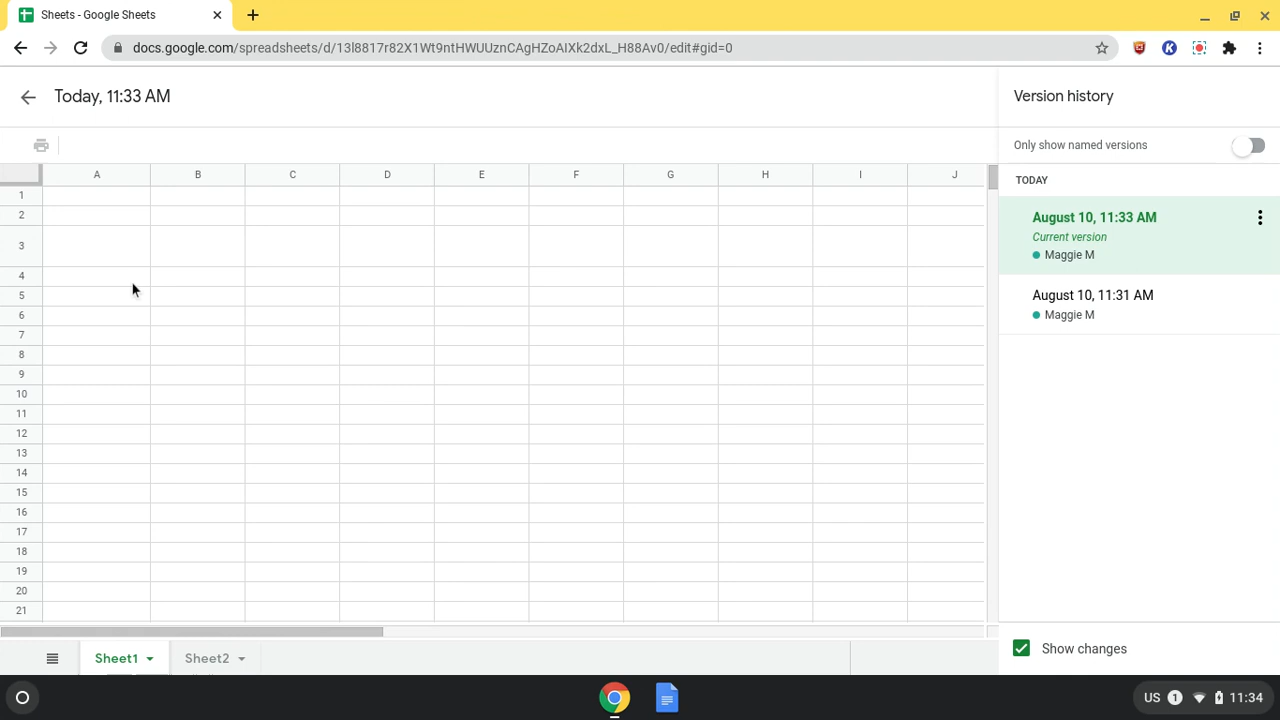 Sheets - Google Sheets
docs.google.com/spreadsheets/d/13l8817r82X1Wt9ntHWUUznCAgHZoAIXk2dxL_H88Av0/edit#gid=0
K
Today, 11:33 AM
Version history
Only show named versions
A B C D E F G H I J
TODAY
1
2
3
4
5
6
7
8
9
10
11
12
13
14
15
16
17
18
19
20
21
August 10, 11:33 AM
Current version
Maggie M
August 10, 11:31 AM
Maggie M
Show changes
Sheet1 Sheet2
US 1 11:34